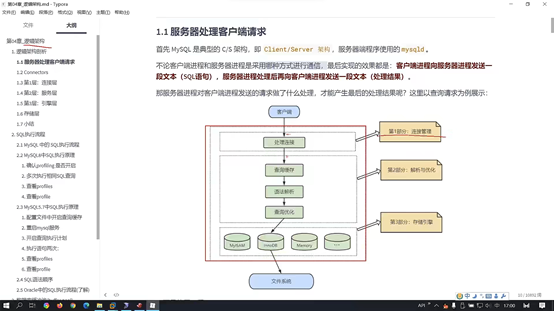 第04章_逻辑架构.md - Typora
文件(F) 编辑(E) 段落(P) 格式(O) 视图(V) 主题(T) 帮助(H)
文件 大纲
第04章_逻辑架构
1. 逻辑架构剖析
1.1 服务器处理客户端请求
1.2 Connectors
1.3 第1层：连接层
1.4 第2层：服务层
1.5 第3层：引擎层
1.6 存储层
1.7 小结
2. SQL执行流程
2.1 MySQL 中的 SQL执行流程
2.2 MySQL8中SQL执行原理
1. 确认profiling 是否开启
2. 多次执行相同SQL查询
3. 查看profiles
4. 查看profile
2.3 MySQL5.7中SQL执行原理
1. 配置文件中开启查询缓存
2. 重启mysql服务
3. 开启查询执行计划
4. 执行语句两次：
5. 查看profiles
6. 查看profile
2.4 SQL语法顺序
2.5 Oracle中的SQL执行流程(了解)
1.1 服务器处理客户端请求
首先 MySQL 是典型的 C/S 架构，即 Client/Server 架构，服务器端程序使用的 mysqld。
不论客户端进程和服务器进程是采用哪种方式进行通信，最后实现的效果都是：客户端进程向服务器进程发送一
段文本（SQL语句），服务器进程处理后再向客户端进程发送一段文本（处理结果）。
那服务器进程对客户端进程发送的请求做了什么处理，才能产生最后的处理结果呢？这里以查询请求为例展示：
客户端
处理连接
第1部分：连接管理
查询缓存
语法解析
第2部分：解析与优化
查询优化
第3部分：存储引擎
MyISAM InnoDB Memory ......
文件系统
17:00